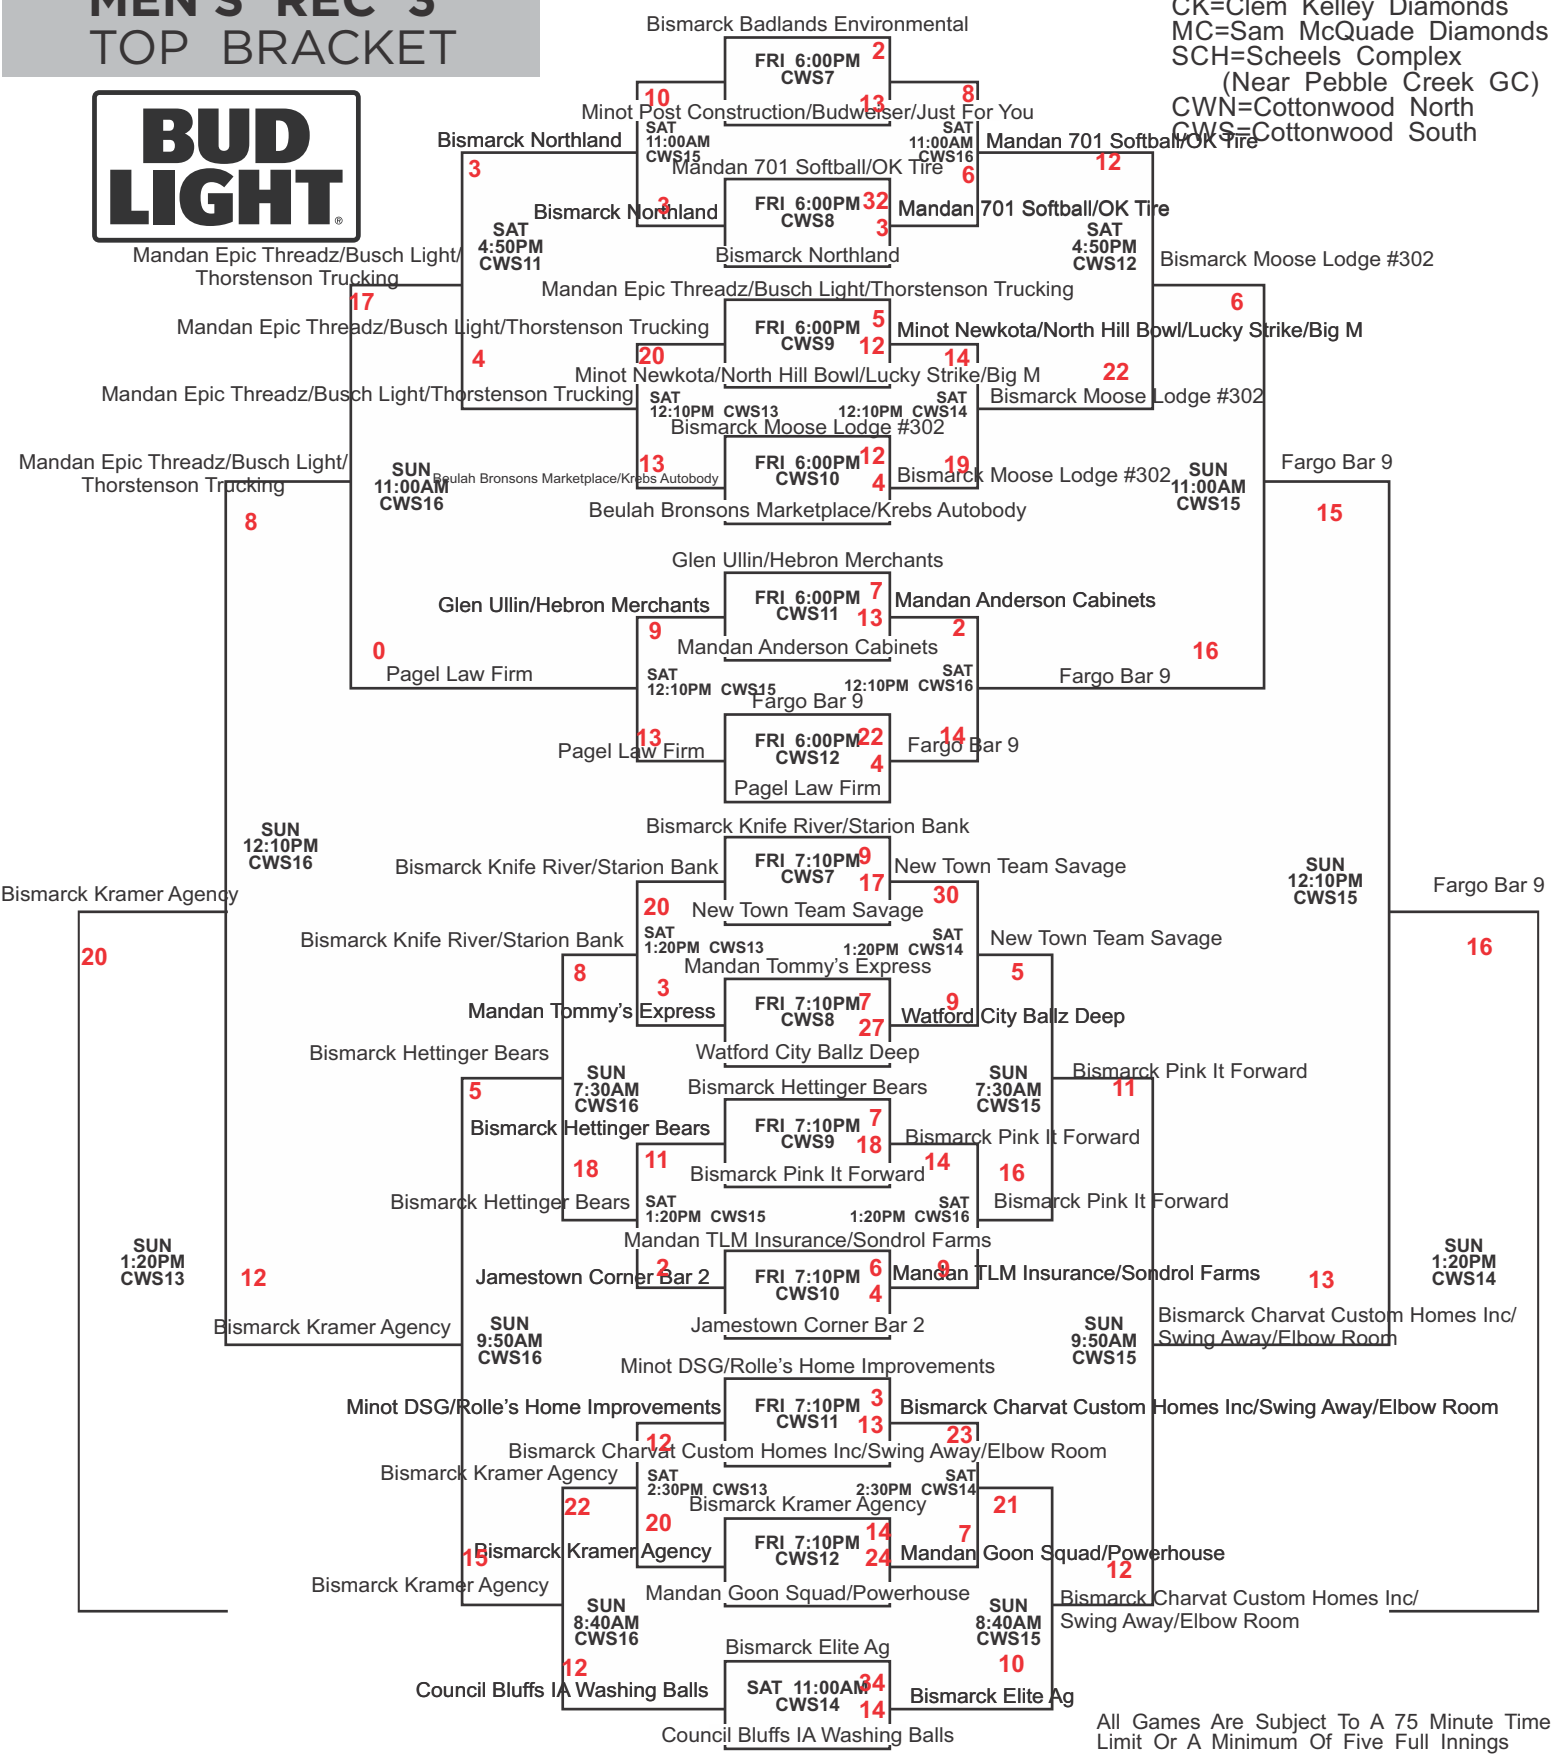 MEN'S REC 3
TOP BRACKET
BUD
LIGHT
®
CK=Clem Kelley Diamonds
MC=Sam McQuade Diamonds
SCH=Scheels Complex
(Near Pebble Creek GC)
CWN=Cottonwood North
CWS=Cottonwood South
Bismarck Badlands Environmental
FRI 6:00PM 2
CWS7
13
Minot Post Construction/Budweiser/Just For You
10
SAT
11:00AM
CWS15
8
SAT
11:00AM
CWS16
6
Bismarck Northland
Mandan 701 Softball/OK Tire
3
12
Mandan 701 Softball/OK Tire
Bismarck Northland
3
FRI 6:00PM 32
CWS8
3
Mandan 701 Softball/OK Tire
Bismarck Northland
SAT
4:50PM
CWS11
SAT
4:50PM
CWS12
Mandan Epic Threadz/Busch Light/
Thorstenson Trucking
Bismarck Moose Lodge #302
17
6
Mandan Epic Threadz/Busch Light/Thorstenson Trucking
Mandan Epic Threadz/Busch Light/Thorstenson Trucking
FRI 6:00PM 5
CWS9 12
Minot Newkota/North Hill Bowl/Lucky Strike/Big M
4
20
14
22
Minot Newkota/North Hill Bowl/Lucky Strike/Big M
Mandan Epic Threadz/Busch Light/Thorstenson Trucking
SAT
12:10PM CWS13
SAT
12:10PM CWS14
Bismarck Moose Lodge #302
Bismarck Moose Lodge #302
Mandan Epic Threadz/Busch Light/
Thorstenson Trucking
SUN
11:00AM
CWS16
Beulah Bronsons Marketplace/Krebs Autobody
13
FRI 6:00PM 12
CWS10 4
19
Bismarck Moose Lodge #302
SUN
11:00AM
CWS15
Fargo Bar 9
Beulah Bronsons Marketplace/Krebs Autobody
8
15
Glen Ullin/Hebron Merchants
Glen Ullin/Hebron Merchants
FRI 6:00PM 7
CWS11 13
Mandan Anderson Cabinets
9
2
Mandan Anderson Cabinets
0
16
Pagel Law Firm
SAT
12:10PM CWS15
SAT
12:10PM CWS16
Fargo Bar 9
Fargo Bar 9
13
Pagel Law Firm
FRI 6:00PM 22
CWS12 4
14
Fargo Bar 9
Pagel Law Firm
Bismarck Knife River/Starion Bank
SUN
12:10PM
CWS16
Bismarck Knife River/Starion Bank
FRI 7:10PM 9
CWS7 17
New Town Team Savage
SUN
12:10PM
CWS15
Bismarck Kramer Agency
Fargo Bar 9
20
New Town Team Savage
30
20
16
Bismarck Knife River/Starion Bank
SAT
1:20PM CWS13
SAT
1:20PM CWS14
New Town Team Savage
Mandan Tommy's Express
8
3
5
Mandan Tommy's Express
FRI 7:10PM 7
CWS8 27
9
Watford City Ballz Deep
Bismarck Hettinger Bears
Watford City Ballz Deep
SUN
7:30AM
CWS16
SUN
7:30AM
CWS15
Bismarck Pink It Forward
5
11
Bismarck Hettinger Bears
Bismarck Hettinger Bears
FRI 7:10PM 7
CWS9 18
Bismarck Pink It Forward
18
11
14
16
Bismarck Pink It Forward
Bismarck Hettinger Bears
SAT
1:20PM CWS15
SAT
1:20PM CWS16
Bismarck Pink It Forward
Mandan TLM Insurance/Sondrol Farms
SUN
1:20PM
CWS13
12
Jamestown Corner Bar 2
2
FRI 7:10PM 6
CWS10 4
9
Mandan TLM Insurance/Sondrol Farms
13
SUN
1:20PM
CWS14
Jamestown Corner Bar 2
Bismarck Kramer Agency
SUN
9:50AM
CWS16
SUN
9:50AM
CWS15
Bismarck Charvat Custom Homes Inc/
Swing Away/Elbow Room
Minot DSG/Rolle's Home Improvements
Minot DSG/Rolle's Home Improvements
FRI 7:10PM 3
CWS11 13
Bismarck Charvat Custom Homes Inc/Swing Away/Elbow Room
12
23
Bismarck Charvat Custom Homes Inc/Swing Away/Elbow Room
Bismarck Kramer Agency
SAT
2:30PM CWS13
SAT
2:30PM CWS14
Bismarck Kramer Agency
22
20
21
7
15
Bismarck Kramer Agency
FRI 7:10PM 14
CWS12 24
Mandan Goon Squad/Powerhouse
12
Bismarck Kramer Agency
Mandan Goon Squad/Powerhouse
SUN
8:40AM
CWS16
SUN
8:40AM
CWS15
Bismarck Charvat Custom Homes Inc/
Swing Away/Elbow Room
Bismarck Elite Ag
12
10
Council Bluffs IA Washing Balls
SAT 11:00AM 34
CWS14 14
Bismarck Elite Ag
Council Bluffs IA Washing Balls
All Games Are Subject To A 75 Minute Time
Limit Or A Minimum Of Five Full Innings